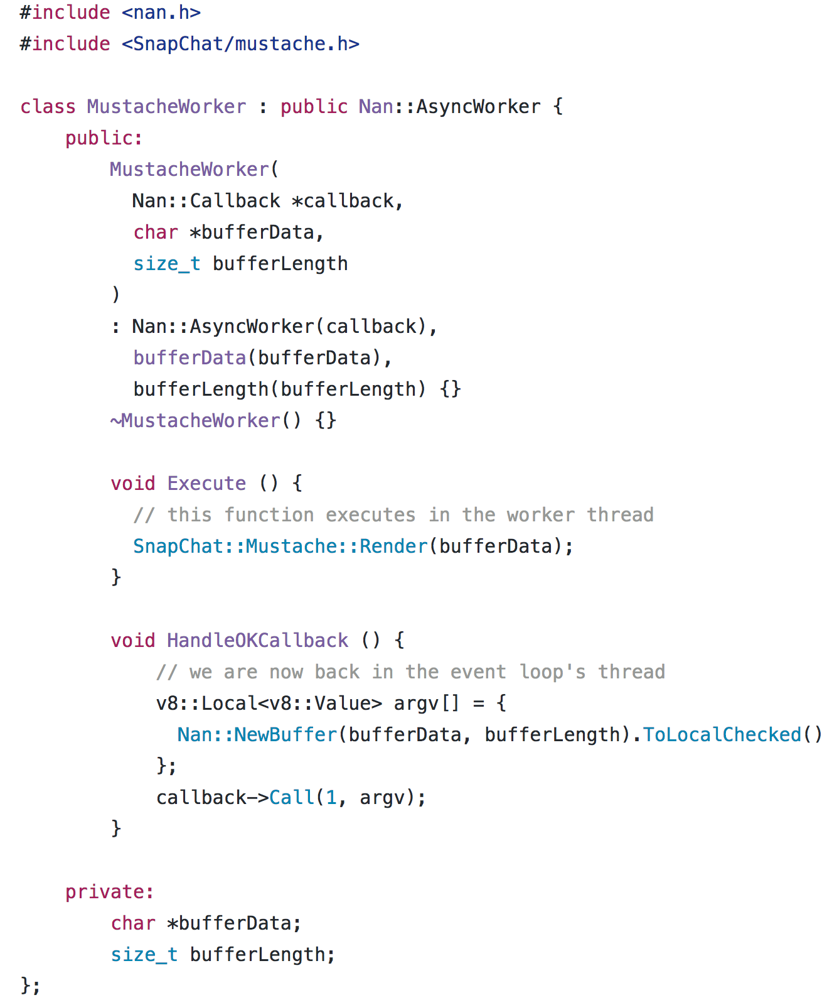 #include <nan.h>
#include <SnapChat/mustache.h>

class MustacheWorker : public Nan::AsyncWorker {
    public:
        MustacheWorker(
          Nan::Callback *callback,
          char *bufferData,
          size_t bufferLength
        )
        : Nan::AsyncWorker(callback),
          bufferData(bufferData),
          bufferLength(bufferLength) {}
        ~MustacheWorker() {}

        void Execute () {
          // this function executes in the worker thread
          SnapChat::Mustache::Render(bufferData);
        }

        void HandleOKCallback () {
            // we are now back in the event loop's thread
            v8::Local<v8::Value> argv[] = {
              Nan::NewBuffer(bufferData, bufferLength).ToLocalChecked()
            };
            callback->Call(1, argv);
        }

    private:
        char *bufferData;
        size_t bufferLength;
};